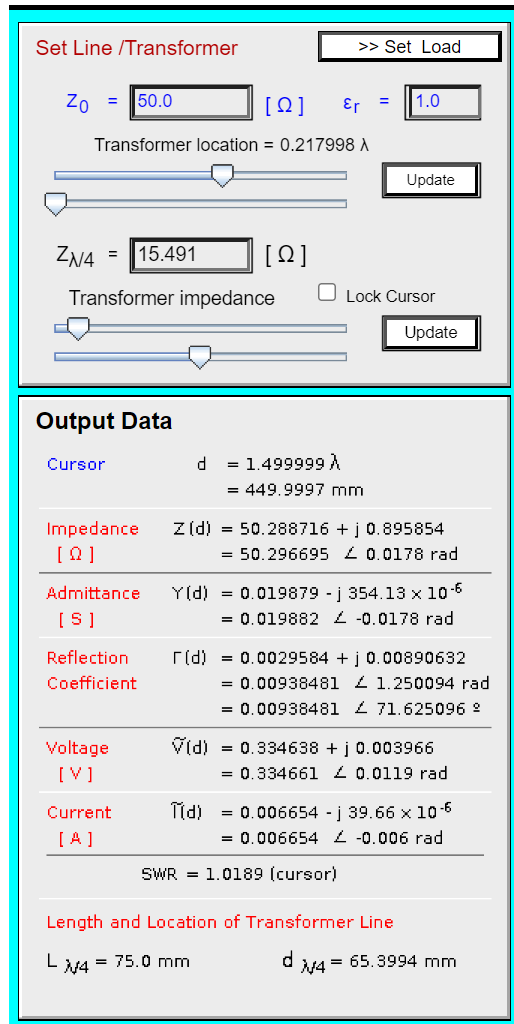 Set Line /Transformer
>> Set Load
Z0 = 50.0 [ Ω ] εr = 1.0
Transformer location = 0.217998 λ
Update
Zλ/4 = 15.491 [ Ω ]
Transformer impedance Lock Cursor
Update
Output Data
Cursor d = 1.499999 λ
= 449.9997 mm
Impedance Z(d) = 50.288716 + j 0.895854
[ Ω ] = 50.296695 ∠ 0.0178 rad
Admittance Y(d) = 0.019879 - j 354.13 × 10-6
[ S ] = 0.019882 ∠ -0.0178 rad
Reflection Γ(d) = 0.0029584 + j 0.00890632
Coefficient = 0.00938481 ∠ 1.250094 rad
= 0.00938481 ∠ 71.625096 º
Voltage Ṽ(d) = 0.334638 + j 0.003966
[ V ] = 0.334661 ∠ 0.0119 rad
Current Ĩ(d) = 0.006654 - j 39.66 × 10-6
[ A ] = 0.006654 ∠ -0.006 rad
SWR = 1.0189 (cursor)
Length and Location of Transformer Line
L λ/4 = 75.0 mm d λ/4 = 65.3994 mm